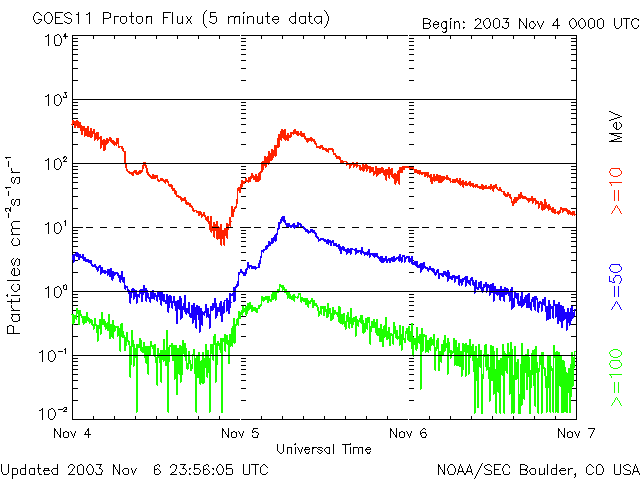 GOES11 Proton Flux (5 minute data)
Begin: 2003 Nov 4 0000 UTC
10⁴
10³
10²
10¹
10⁰
10⁻¹
10⁻²
Particles cm⁻²s⁻¹sr⁻¹
MeV
>=10
>=50
>=100
Nov 4
Nov 5
Nov 6
Nov 7
Universal Time
Updated 2003 Nov 6 23:56:05 UTC
NOAA/SEC Boulder, CO USA